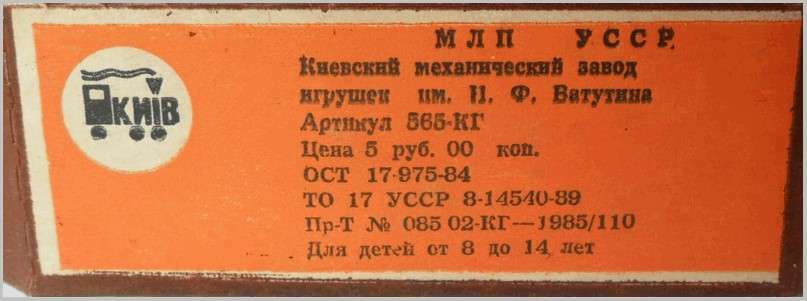 МЛП УССР
Киевский механический завод
игрушек им. Н. Ф. Ватутина
Артикул 565-КГ
Цена 5 руб. 00 коп.
ОСТ 17-975-84
ТО 17 УССР 8-14540-89
Пр-т № 085 02-КГ—1985/110
Для детей от 8 до 14 лет
КИЇВ